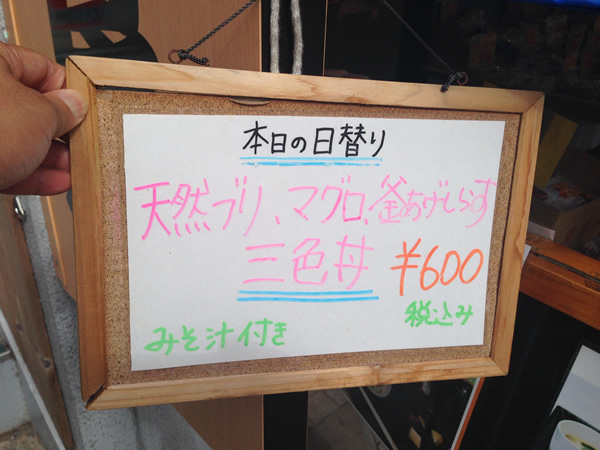 本日の日替り
天然ブリ、マグロ、釜あげしらす
三色丼 ¥600
みそ汁付き 税込み